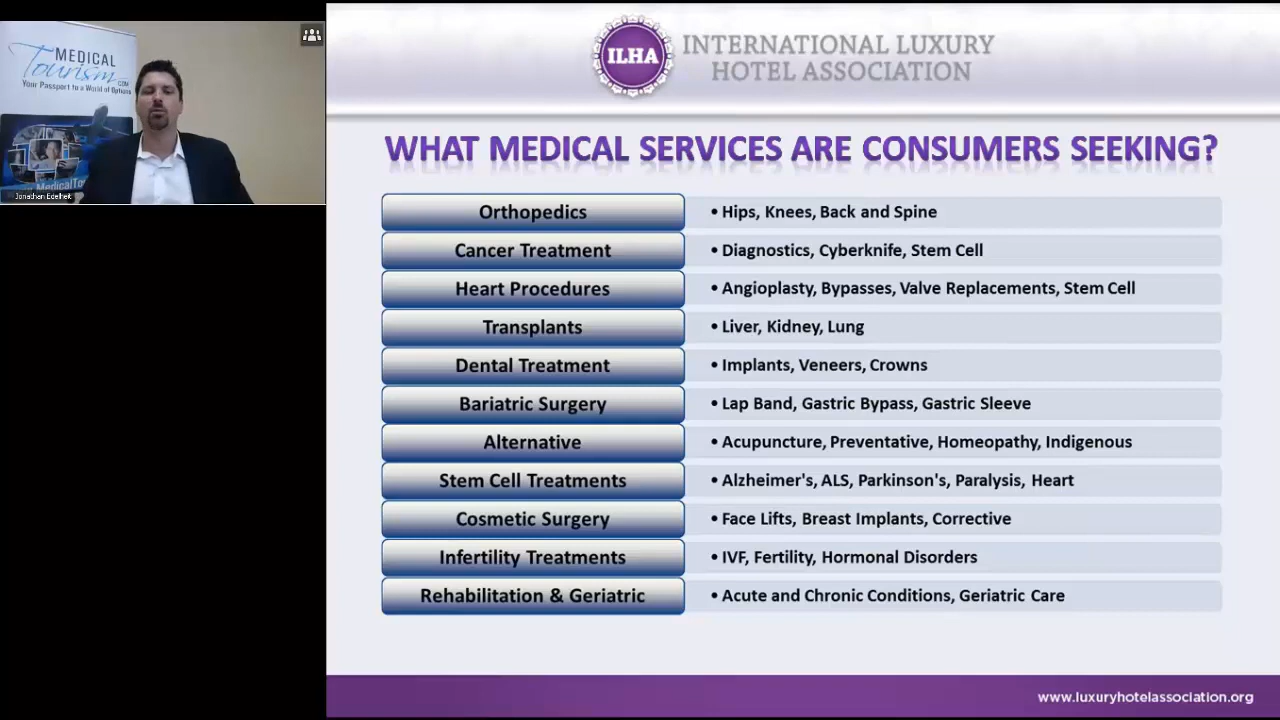 MEDICAL
Tourism.COM
Your Passport to a World of Options
Jonathan Edelheit
ILHA
INTERNATIONAL LUXURY
HOTEL ASSOCIATION
WHAT MEDICAL SERVICES ARE CONSUMERS SEEKING?
Orthopedics • Hips, Knees, Back and Spine
Cancer Treatment • Diagnostics, Cyberknife, Stem Cell
Heart Procedures • Angioplasty, Bypasses, Valve Replacements, Stem Cell
Transplants • Liver, Kidney, Lung
Dental Treatment • Implants, Veneers, Crowns
Bariatric Surgery • Lap Band, Gastric Bypass, Gastric Sleeve
Alternative • Acupuncture, Preventative, Homeopathy, Indigenous
Stem Cell Treatments • Alzheimer's, ALS, Parkinson's, Paralysis, Heart
Cosmetic Surgery • Face Lifts, Breast Implants, Corrective
Infertility Treatments • IVF, Fertility, Hormonal Disorders
Rehabilitation & Geriatric • Acute and Chronic Conditions, Geriatric Care
www.luxuryhotelassociation.org